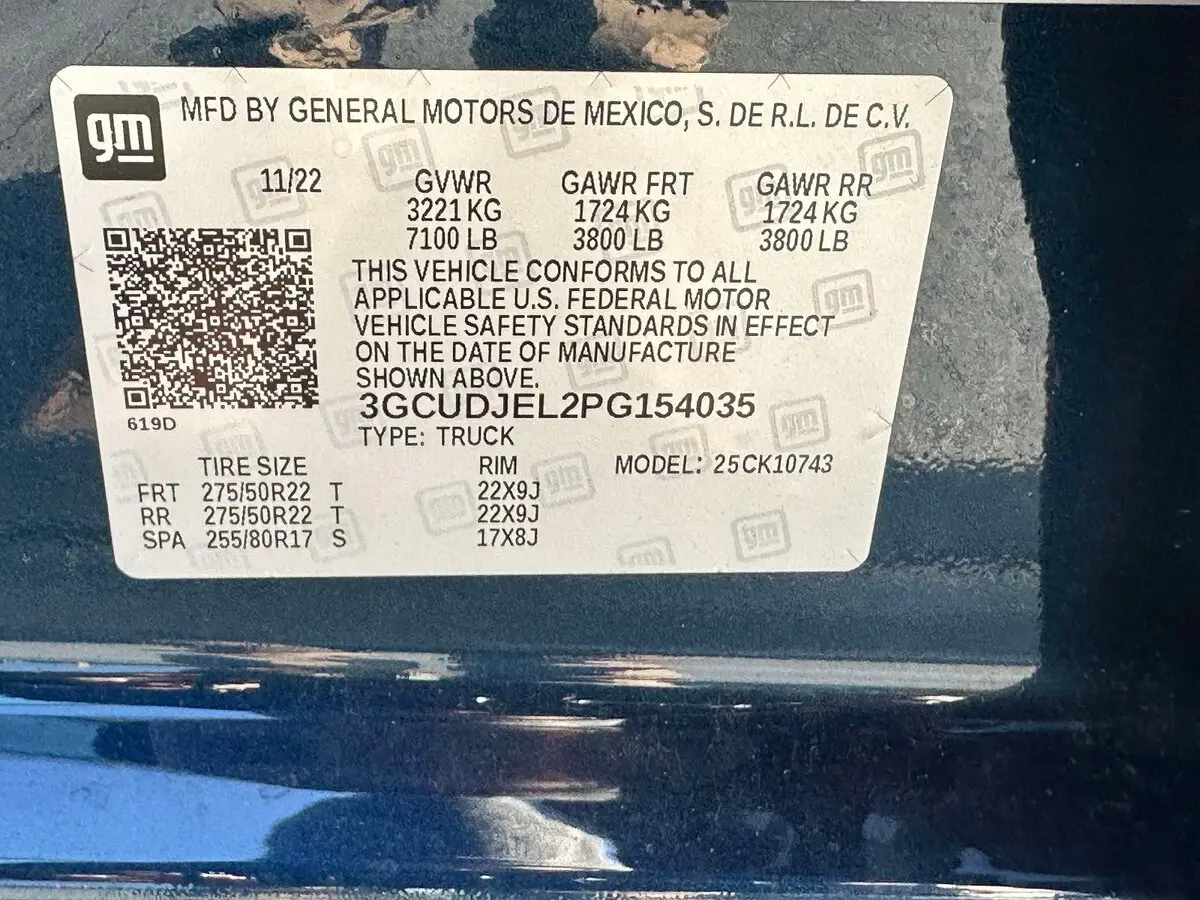 gm MFD BY GENERAL MOTORS DE MEXICO, S. DE R.L. DE C.V.
11/22 GVWR GAWR FRT GAWR RR
3221 KG 1724 KG 1724 KG
7100 LB 3800 LB 3800 LB
THIS VEHICLE CONFORMS TO ALL
APPLICABLE U.S. FEDERAL MOTOR
VEHICLE SAFETY STANDARDS IN EFFECT
ON THE DATE OF MANUFACTURE
SHOWN ABOVE.
3GCUDJEL2PG154035
619D
TYPE: TRUCK
TIRE SIZE RIM MODEL: 25CK10743
FRT 275/50R22 T 22X9J
RR 275/50R22 T 22X9J
SPA 255/80R17 S 17X8J